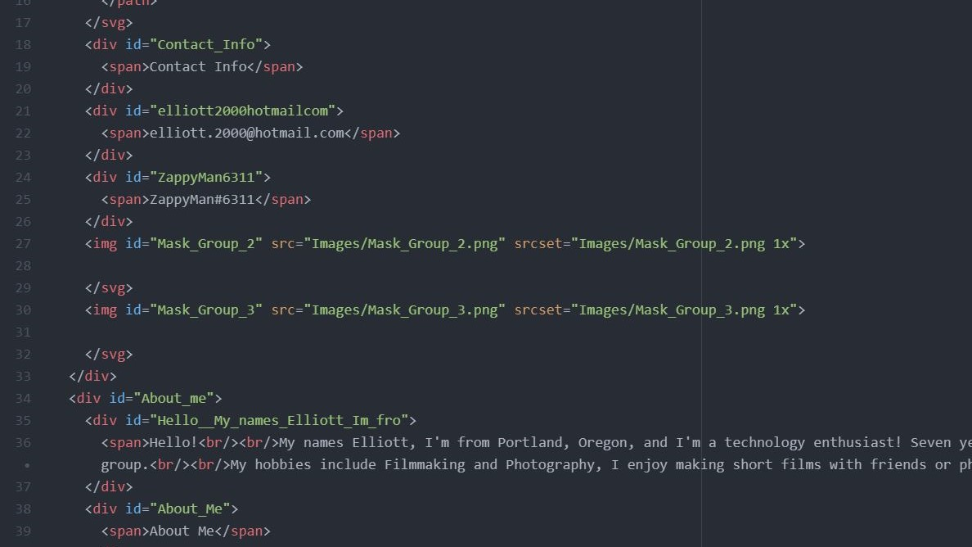 16 </path>
17 </svg>
18 <div id="Contact_Info">
19 <span>Contact Info</span>
20 </div>
21 <div id="elliott2000hotmailcom">
22 <span>elliott.2000@hotmail.com</span>
23 </div>
24 <div id="ZappyMan6311">
25 <span>ZappyMan#6311</span>
26 </div>
27 <img id="Mask_Group_2" src="Images/Mask_Group_2.png" srcset="Images/Mask_Group_2.png 1x">
28
29 </svg>
30 <img id="Mask_Group_3" src="Images/Mask_Group_3.png" srcset="Images/Mask_Group_3.png 1x">
31
32 </svg>
33 </div>
34 <div id="About_me">
35 <div id="Hello__My_names_Elliott_Im_fro">
36 <span>Hello!<br/><br/>My names Elliott, I'm from Portland, Oregon, and I'm a technology enthusiast! Seven
• group.<br/><br/>My hobbies include Filmmaking and Photography, I enjoy making short films with friends or
37 </div>
38 <div id="About_Me">
39 <span>About Me</span>